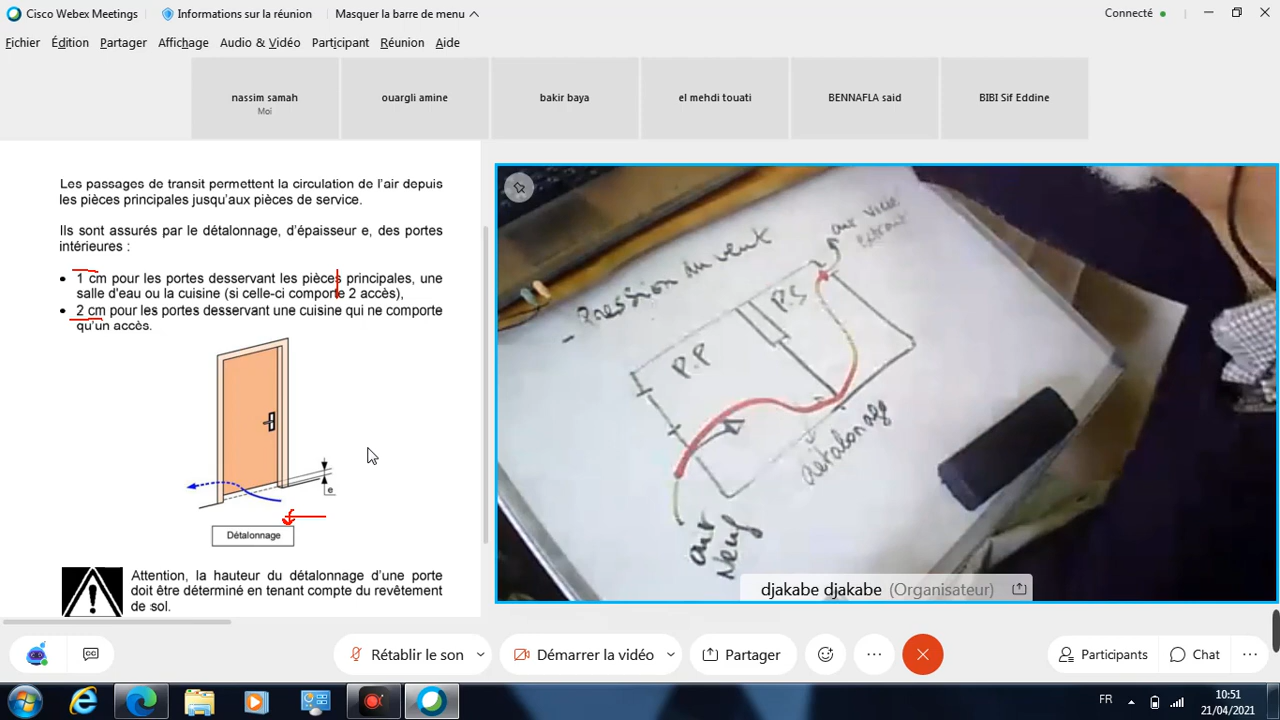 Cisco Webex Meetings
Informations sur la réunion
Masquer la barre de menu
Connecté
Fichier Édition Partager Affichage Audio & Vidéo Participant Réunion Aide
nassim samah
Moi
ouargli amine
bakir baya
el mehdi touati
BENNAFLA said
BIBI Sif Eddine
Les passages de transit permettent la circulation de l'air depuis
les pièces principales jusqu'aux pièces de service.
Ils sont assurés par le détalonnage, d'épaisseur e, des portes
intérieures :
• 1 cm pour les portes desservant les pièces principales, une
salle d'eau ou la cuisine (si celle-ci comporte 2 accès),
• 2 cm pour les portes desservant une cuisine qui ne comporte
qu'un accès.
e
Détalonnage
Attention, la hauteur du détalonnage d'une porte
doit être déterminé en tenant compte du revêtement
de sol.
- Pression du vent
air vicié
P.S
P.P
détalonag
air
Neuf
djakabe djakabe (Organisateur)
Rétablir le son
Démarrer la vidéo
Partager
Participants
Chat
FR
10:51
21/04/2021